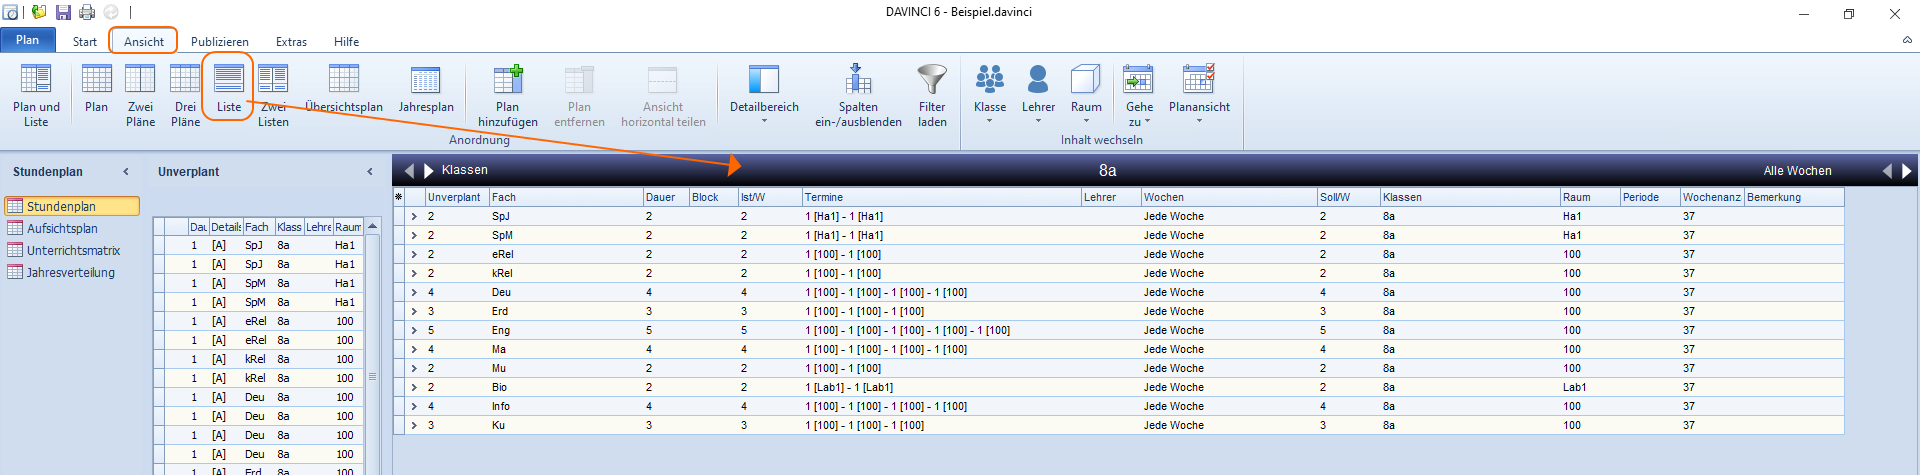 DAVINCI 6 - Beispiel.davinci
Plan Start Ansicht Publizieren Extras Hilfe
Plan und Liste
Plan
Zwei Pläne
Drei Pläne
Liste
Zwei Listen
Übersichtsplan
Jahresplan
Plan hinzufügen
Plan entfernen
Ansicht horizontal teilen
Detailbereich
Spalten ein-/ausblenden
Filter laden
Klasse
Lehrer
Raum
Gehe zu
Planansicht
Anordnung
Inhalt wechseln
Stundenplan
Stundenplan
Aufsichtsplan
Unterrichtsmatrix
Jahresverteilung
Unverplant
Dau Details Fach Klass Lehre Raum
1 [A] SpJ 8a Ha1
1 [A] SpJ 8a Ha1
1 [A] SpM 8a Ha1
1 [A] SpM 8a Ha1
1 [A] eRel 8a 100
1 [A] eRel 8a 100
1 [A] kRel 8a 100
1 [A] kRel 8a 100
1 [A] Deu 8a 100
1 [A] Deu 8a 100
1 [A] Deu 8a 100
1 [A] Deu 8a 100
1 [A] Erd 8a 100
Klassen 8a Alle Wochen
Unverplant Fach Dauer Block Ist/W Termine Lehrer Wochen Soll/W Klassen Raum Periode Wochenanz Bemerkung
2 SpJ 2 2 1 [Ha1] - 1 [Ha1] Jede Woche 2 8a Ha1 37
2 SpM 2 2 1 [Ha1] - 1 [Ha1] Jede Woche 2 8a Ha1 37
2 eRel 2 2 1 [100] - 1 [100] Jede Woche 2 8a 100 37
2 kRel 2 2 1 [100] - 1 [100] Jede Woche 2 8a 100 37
4 Deu 4 4 1 [100] - 1 [100] - 1 [100] - 1 [100] Jede Woche 4 8a 100 37
3 Erd 3 3 1 [100] - 1 [100] - 1 [100] Jede Woche 3 8a 100 37
5 Eng 5 5 1 [100] - 1 [100] - 1 [100] - 1 [100] - 1 [100] Jede Woche 5 8a 100 37
4 Ma 4 4 1 [100] - 1 [100] - 1 [100] - 1 [100] Jede Woche 4 8a 100 37
2 Mu 2 2 1 [100] - 1 [100] Jede Woche 2 8a 100 37
2 Bio 2 2 1 [Lab1] - 1 [Lab1] Jede Woche 2 8a Lab1 37
4 Info 4 4 1 [100] - 1 [100] - 1 [100] - 1 [100] Jede Woche 4 8a 100 37
3 Ku 3 3 1 [100] - 1 [100] - 1 [100] Jede Woche 3 8a 100 37